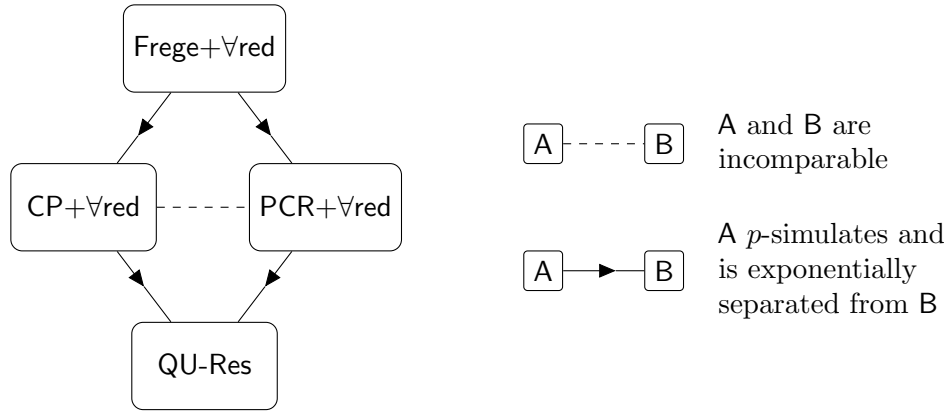 Frege+∀red
CP+∀red
PCR+∀red
QU-Res
A
B
A and B are
incomparable
A
B
A p-simulates and
is exponentially
separated from B